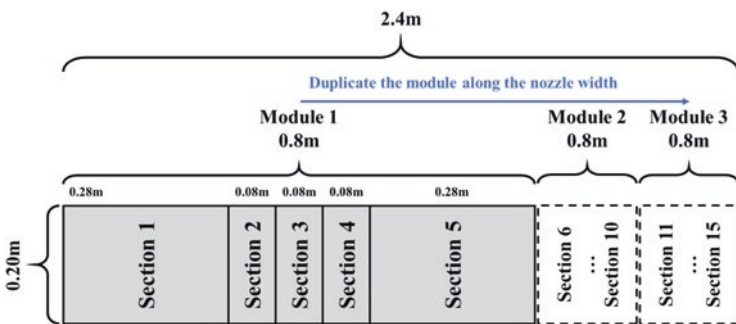 2.4m
Duplicate the module along the nozzle width
Module 1
0.8m
Module 2
0.8m
Module 3
0.8m
0.28m
0.08m
0.08m
0.08m
0.28m
0.20m
Section 1
Section 2
Section 3
Section 4
Section 5
Section 6
...
Section 10
Section 11
...
Section 15